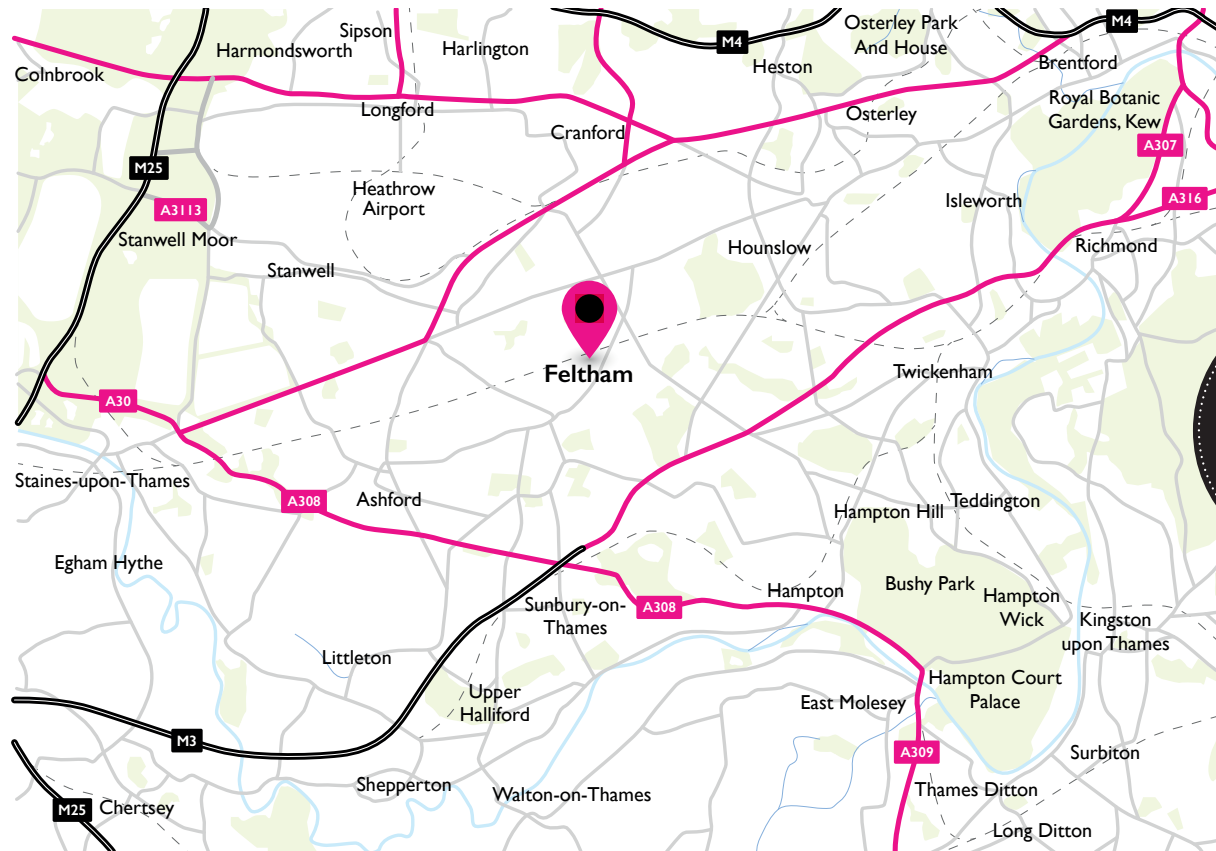 Sipson
Harmondsworth
Harlington
Osterley Park
And House
M4
M4
Colnbrook
Heston
Brentford
Longford
Royal Botanic
Gardens, Kew
Osterley
Cranford
A307
M25
Heathrow
Airport
A3113
Isleworth
A316
Stanwell Moor
Hounslow
Richmond
Stanwell
Feltham
Twickenham
A30
Staines-upon-Thames
A308
Ashford
Teddington
Hampton Hill
Egham Hythe
Bushy Park
Hampton
Hampton
Wick
Sunbury-on-
Thames
A308
Kingston
upon Thames
Littleton
Hampton Court
Palace
Upper
Halliford
East Molesey
M3
A309
Surbiton
Shepperton
Walton-on-Thames
Thames Ditton
M25
Chertsey
Long Ditton